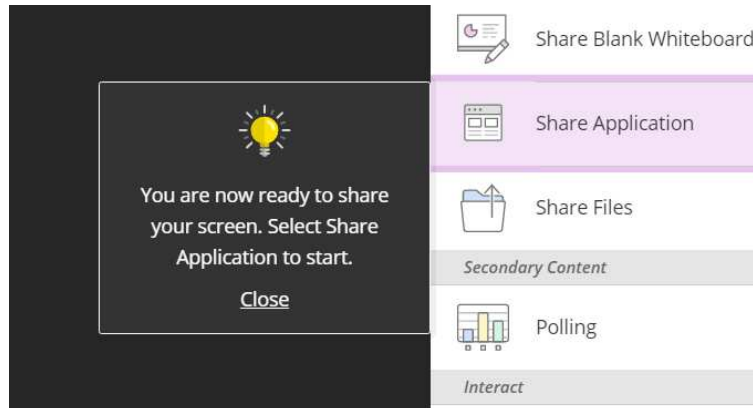 You are now ready to share
your screen. Select Share
Application to start.
Close
Share Blank Whiteboard
Share Application
Share Files
Secondary Content
Polling
Interact